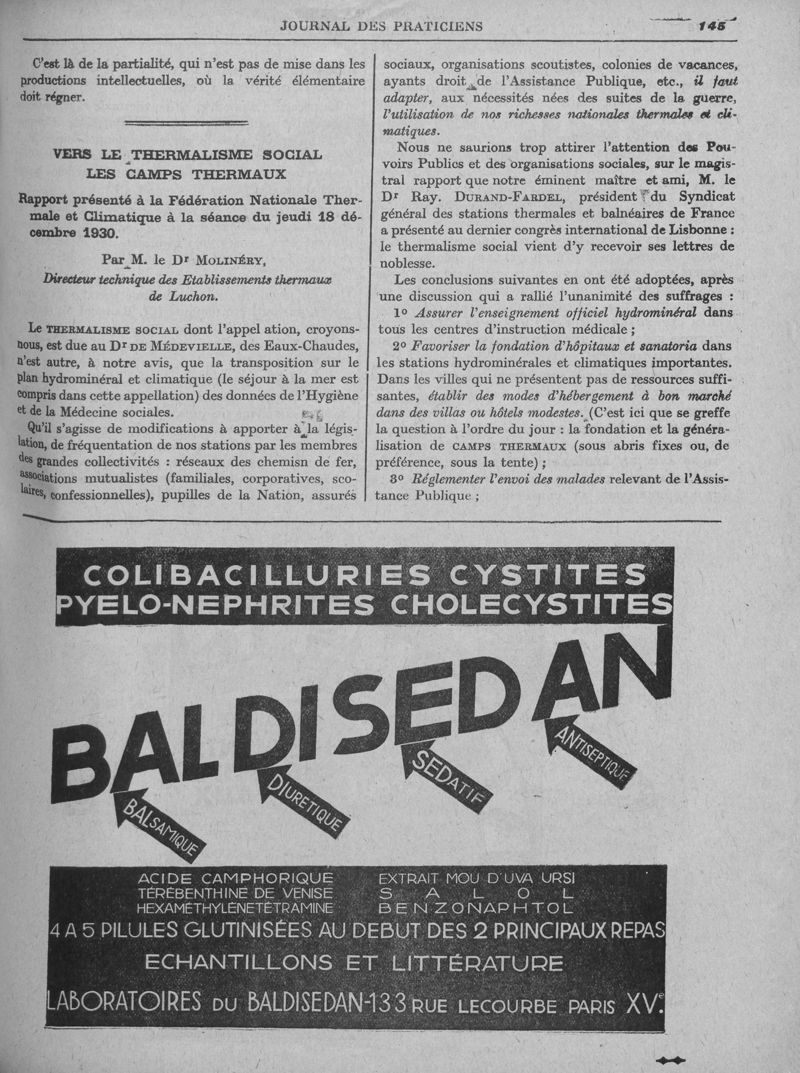 JOURNAL DES PRATICIENS 145
C'est là de la partialité, qui n'est pas de mise dans les
productions intellectuelles, où la vérité élémentaire
doit régner.
VERS LE THERMALISME SOCIAL
LES CAMPS THERMAUX
Rapport présenté à la Fédération Nationale Ther-
male et Climatique à la séance du jeudi 18 dé-
cembre 1930.
Par M. le Dr MOLINÉRY,
Directeur technique des Etablissements thermaux
de Luchon.
Le THERMALISME SOCIAL dont l'appel ation, croyons-
nous, est due au Dr DE MÉDEVIELLE, des Eaux-Chaudes,
n'est autre, à notre avis, que la transposition sur le
plan hydrominéral et climatique (le séjour à la mer est
compris dans cette appellation) des données de l'Hygiène
et de la Médecine sociales.
Qu'il s'agisse de modifications à apporter à la légis-
lation, de fréquentation de nos stations par les membres
des grandes collectivités : réseaux des chemisn de fer,
associations mutualistes (familiales, corporatives, sco-
laires, confessionnelles), pupilles de la Nation, assurés
sociaux, organisations scoutistes, colonies de vacances,
ayants droit de l'Assistance Publique, etc., il faut
adapter, aux nécessités nées des suites de la guerre,
l'utilisation de nos richesses nationales thermales et cli-
matiques.
Nous ne saurions trop attirer l'attention des Pou-
voirs Publics et des organisations sociales, sur le magis-
tral rapport que notre éminent maître et ami, M. le
Dr Ray. DURAND-FARDEL, président du Syndicat
général des stations thermales et balnéaires de France
a présenté au dernier congrès international de Lisbonne :
le thermalisme social vient d'y recevoir ses lettres de
noblesse.
Les conclusions suivantes en ont été adoptées, après
une discussion qui a rallié l'unanimité des suffrages :
1o Assurer l'enseignement officiel hydrominéral dans
tous les centres d'instruction médicale ;
2o Favoriser la fondation d'hôpitaux et sanatoria dans
les stations hydrominérales et climatiques importantes.
Dans les villes qui ne présentent pas de ressources suffi-
santes, établir des modes d'hébergement à bon marché
dans des villas ou hôtels modestes. (C'est ici que se greffe
la question à l'ordre du jour : la fondation et la généra-
lisation de CAMPS THERMAUX (sous abris fixes ou, de
préférence, sous la tente) ;
3o Réglementer l'envoi des malades relevant de l'Assis-
tance Publique ;
COLIBACILLURIES CYSTITES
PYELO-NEPHRITES CHOLECYSTITES
BALDISEDAN
BALSAMIQUE
DIURETIQUE
SEDATIF
ANTISEPTIQUE
ACIDE CAMPHORIQUE EXTRAIT MOU D'UVA URSI
TÉRÉBENTHINE DE VENISE SALOL
HEXAMÉTHYLÈNETÉTRAMINE BENZONAPHTOL
4 A 5 PILULES GLUTINISÉES AU DEBUT DES 2 PRINCIPAUX REPAS
ECHANTILLONS ET LITTÉRATURE
LABORATOIRES DU BALDISEDAN-133 RUE LECOURBE PARIS XVe.